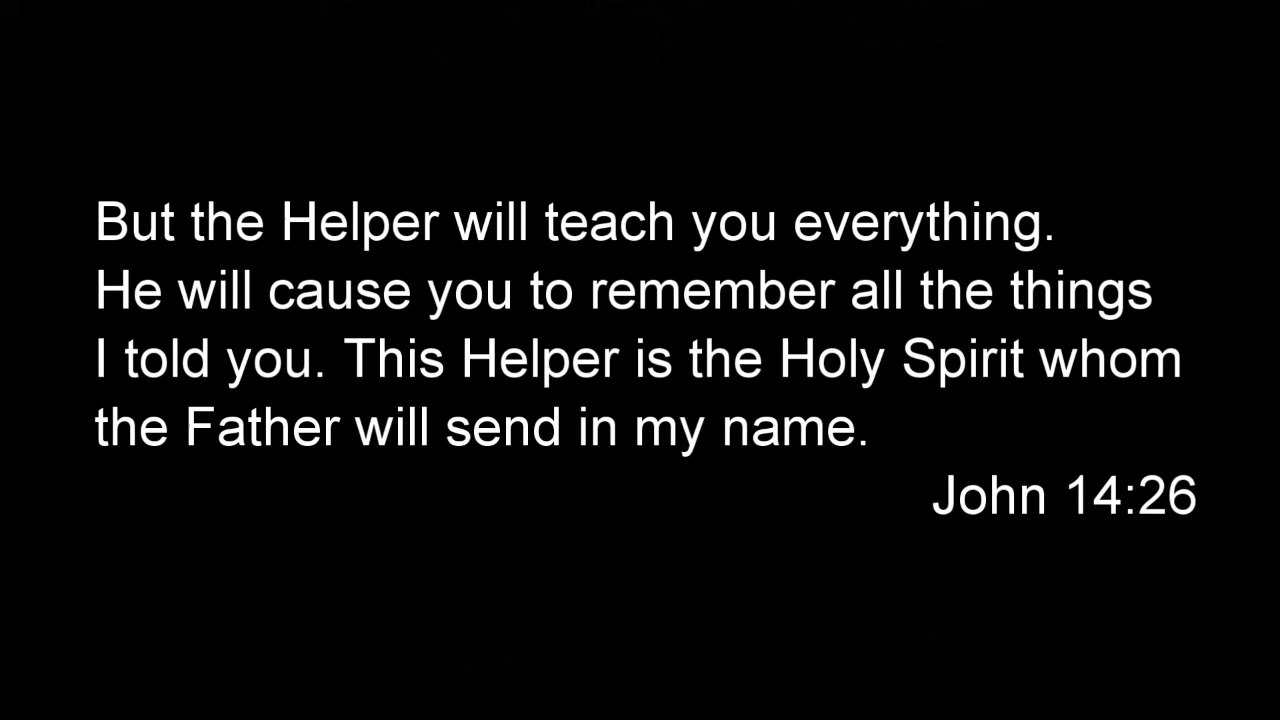 But the Helper will teach you everything.
He will cause you to remember all the things
I told you. This Helper is the Holy Spirit whom
the Father will send in my name.
John 14:26